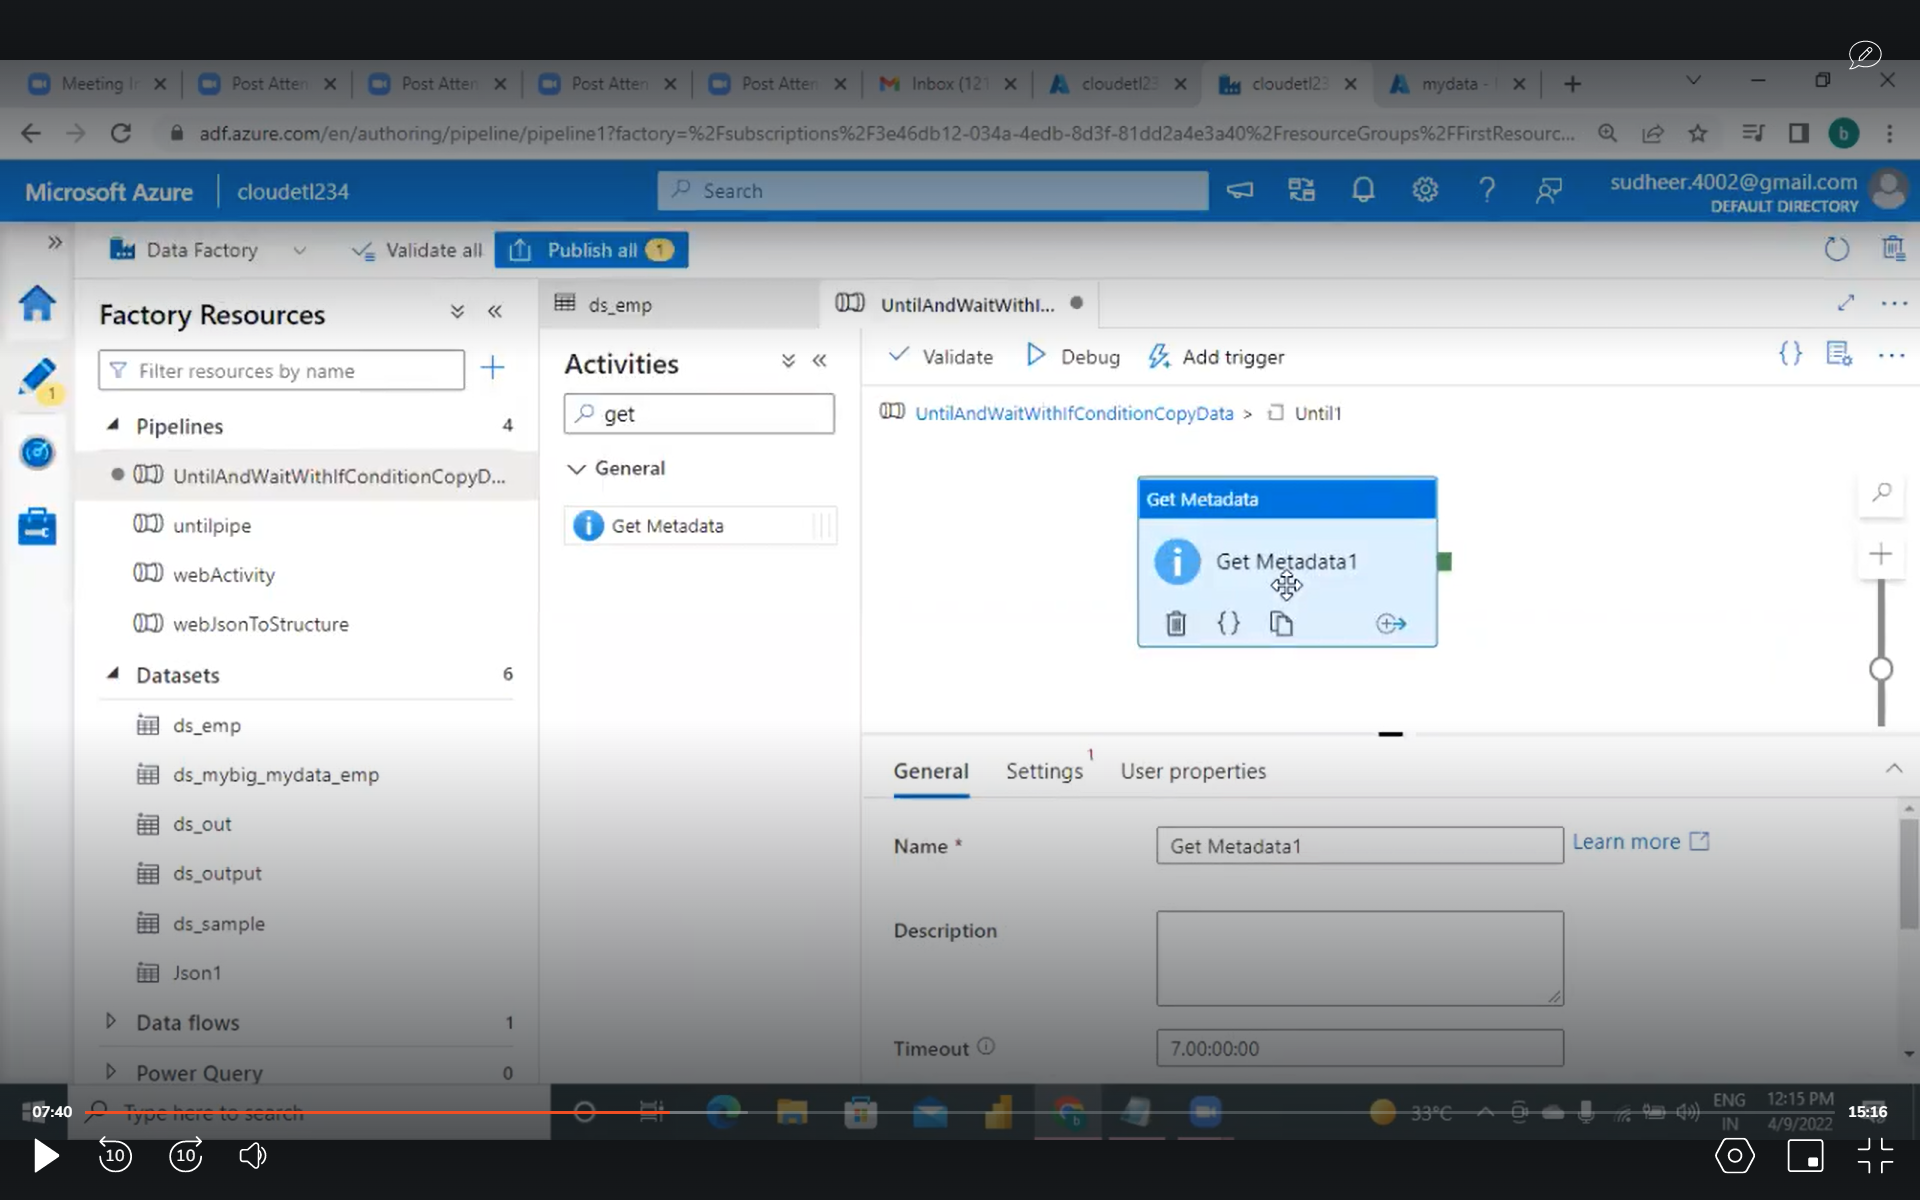 Meeting Ir
Post Atten
Post Atten
Post Atten
Post Atten
Inbox (121
cloudetl23
cloudetl23
mydata -
adf.azure.com/en/authoring/pipeline/pipeline1?factory=%2Fsubscriptions%2F3e46db12-034a-4edb-8d3f-81dd2a4e3a40%2FresourceGroups%2FFirstResourc...
b
Microsoft Azure
cloudetl234
Search
sudheer.4002@gmail.com
DEFAULT DIRECTORY
Data Factory
Validate all
Publish all 1
Factory Resources
ds_emp
UntilAndWaitWithI...
Filter resources by name
1
Activities
Validate
Debug
Add trigger
get
UntilAndWaitWithIfConditionCopyData > Until1
Pipelines 4
General
UntilAndWaitWithIfConditionCopyD...
Get Metadata
untilpipe
Get Metadata
Get Metadata1
webActivity
webJsonToStructure
Datasets 6
ds_emp
ds_mybig_mydata_emp
ds_out
ds_output
ds_sample
Json1
Data flows 1
Power Query 0
General
Settings 1
User properties
Name *
Get Metadata1
Learn more
Description
Timeout
7.00:00:00
Type here to search
33°C
ENG
IN
12:15 PM
4/9/2022
07:40
15:16
10
10